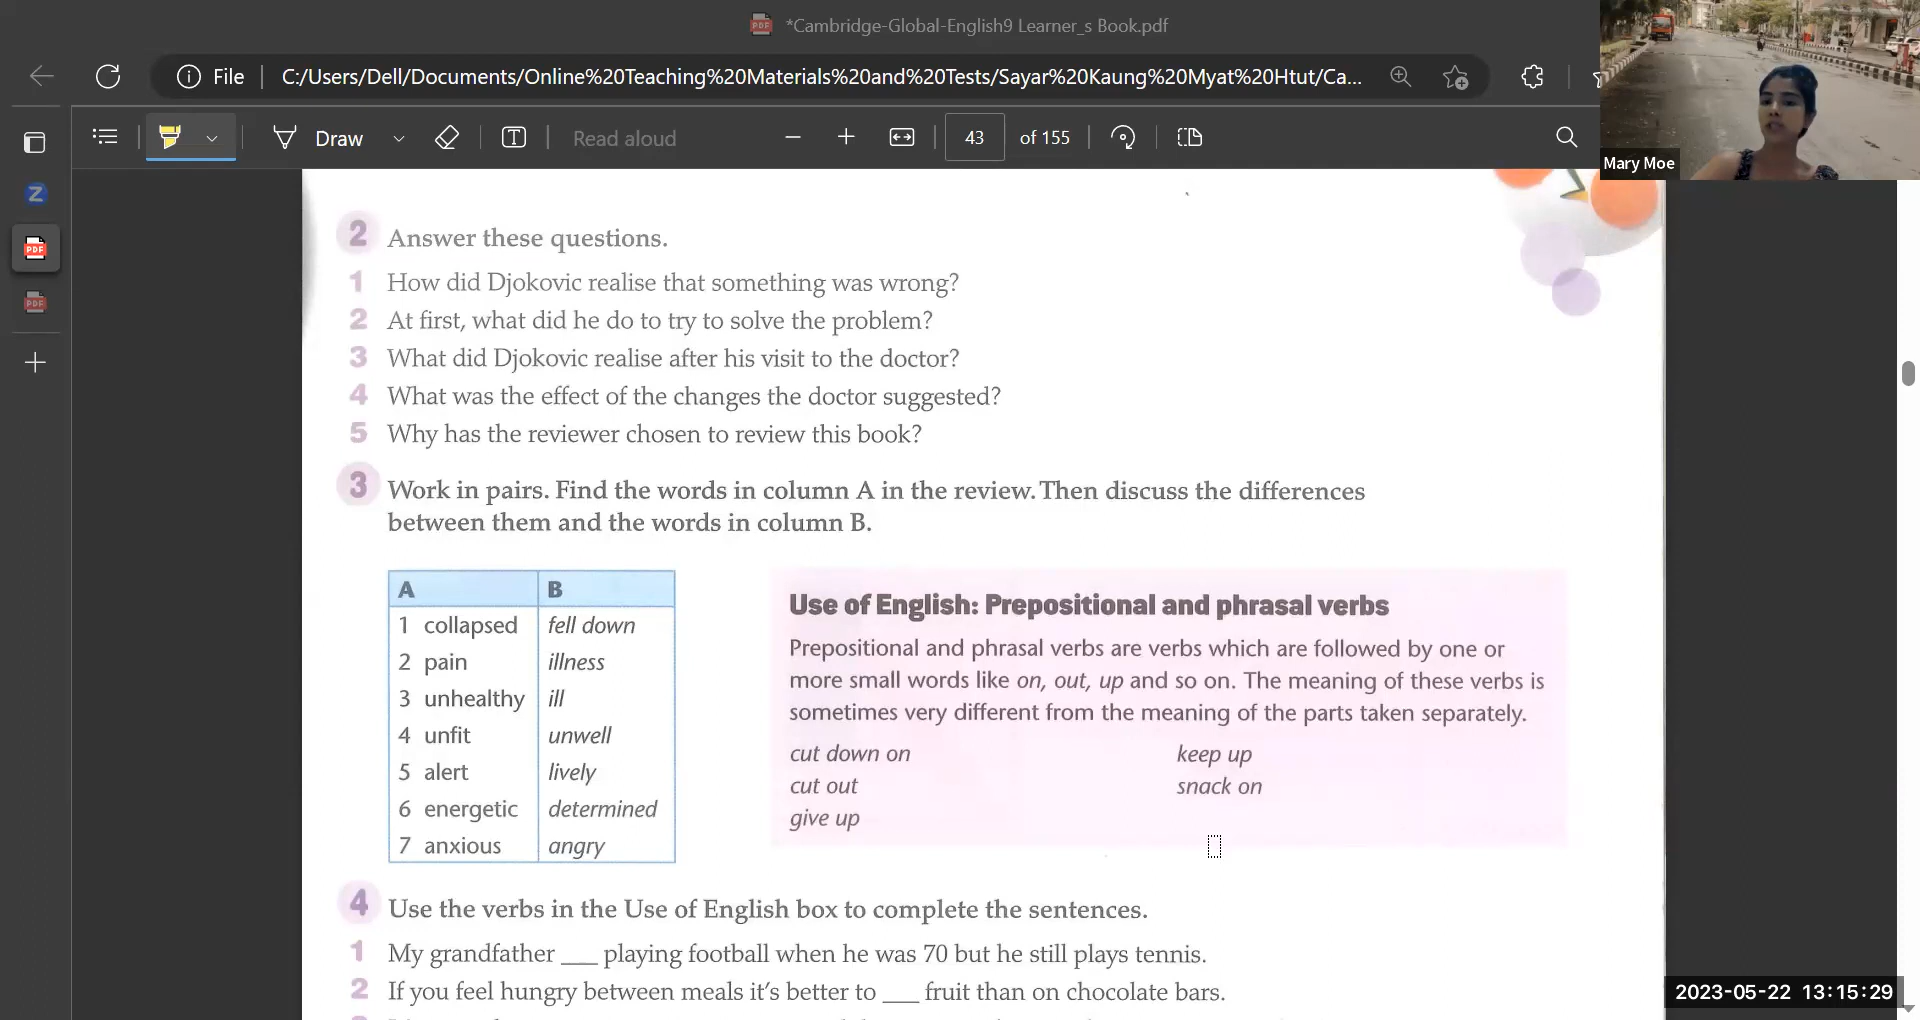 *Cambridge-Global-English9 Learner_s Book.pdf
File
C:/Users/Dell/Documents/Online%20Teaching%20Materials%20and%20Tests/Sayar%20Kaung%20Myat%20Htut/Ca...
Draw
Read aloud
43
of 155
Mary Moe
2 Answer these questions.
1 How did Djokovic realise that something was wrong?
2 At first, what did he do to try to solve the problem?
3 What did Djokovic realise after his visit to the doctor?
4 What was the effect of the changes the doctor suggested?
5 Why has the reviewer chosen to review this book?
3 Work in pairs. Find the words in column A in the review. Then discuss the differences
between them and the words in column B.
A B
1 collapsed fell down
2 pain illness
3 unhealthy ill
4 unfit unwell
5 alert lively
6 energetic determined
7 anxious angry
Use of English: Prepositional and phrasal verbs
Prepositional and phrasal verbs are verbs which are followed by one or
more small words like on, out, up and so on. The meaning of these verbs is
sometimes very different from the meaning of the parts taken separately.
cut down on keep up
cut out snack on
give up
4 Use the verbs in the Use of English box to complete the sentences.
1 My grandfather ___ playing football when he was 70 but he still plays tennis.
2 If you feel hungry between meals it's better to ___ fruit than on chocolate bars.
2023-05-22 13:15:29